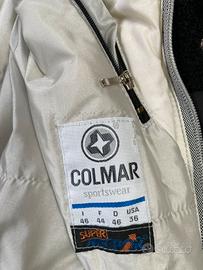 COLMAR
sportswear
I F D USA
46 44 46 36
SUPER